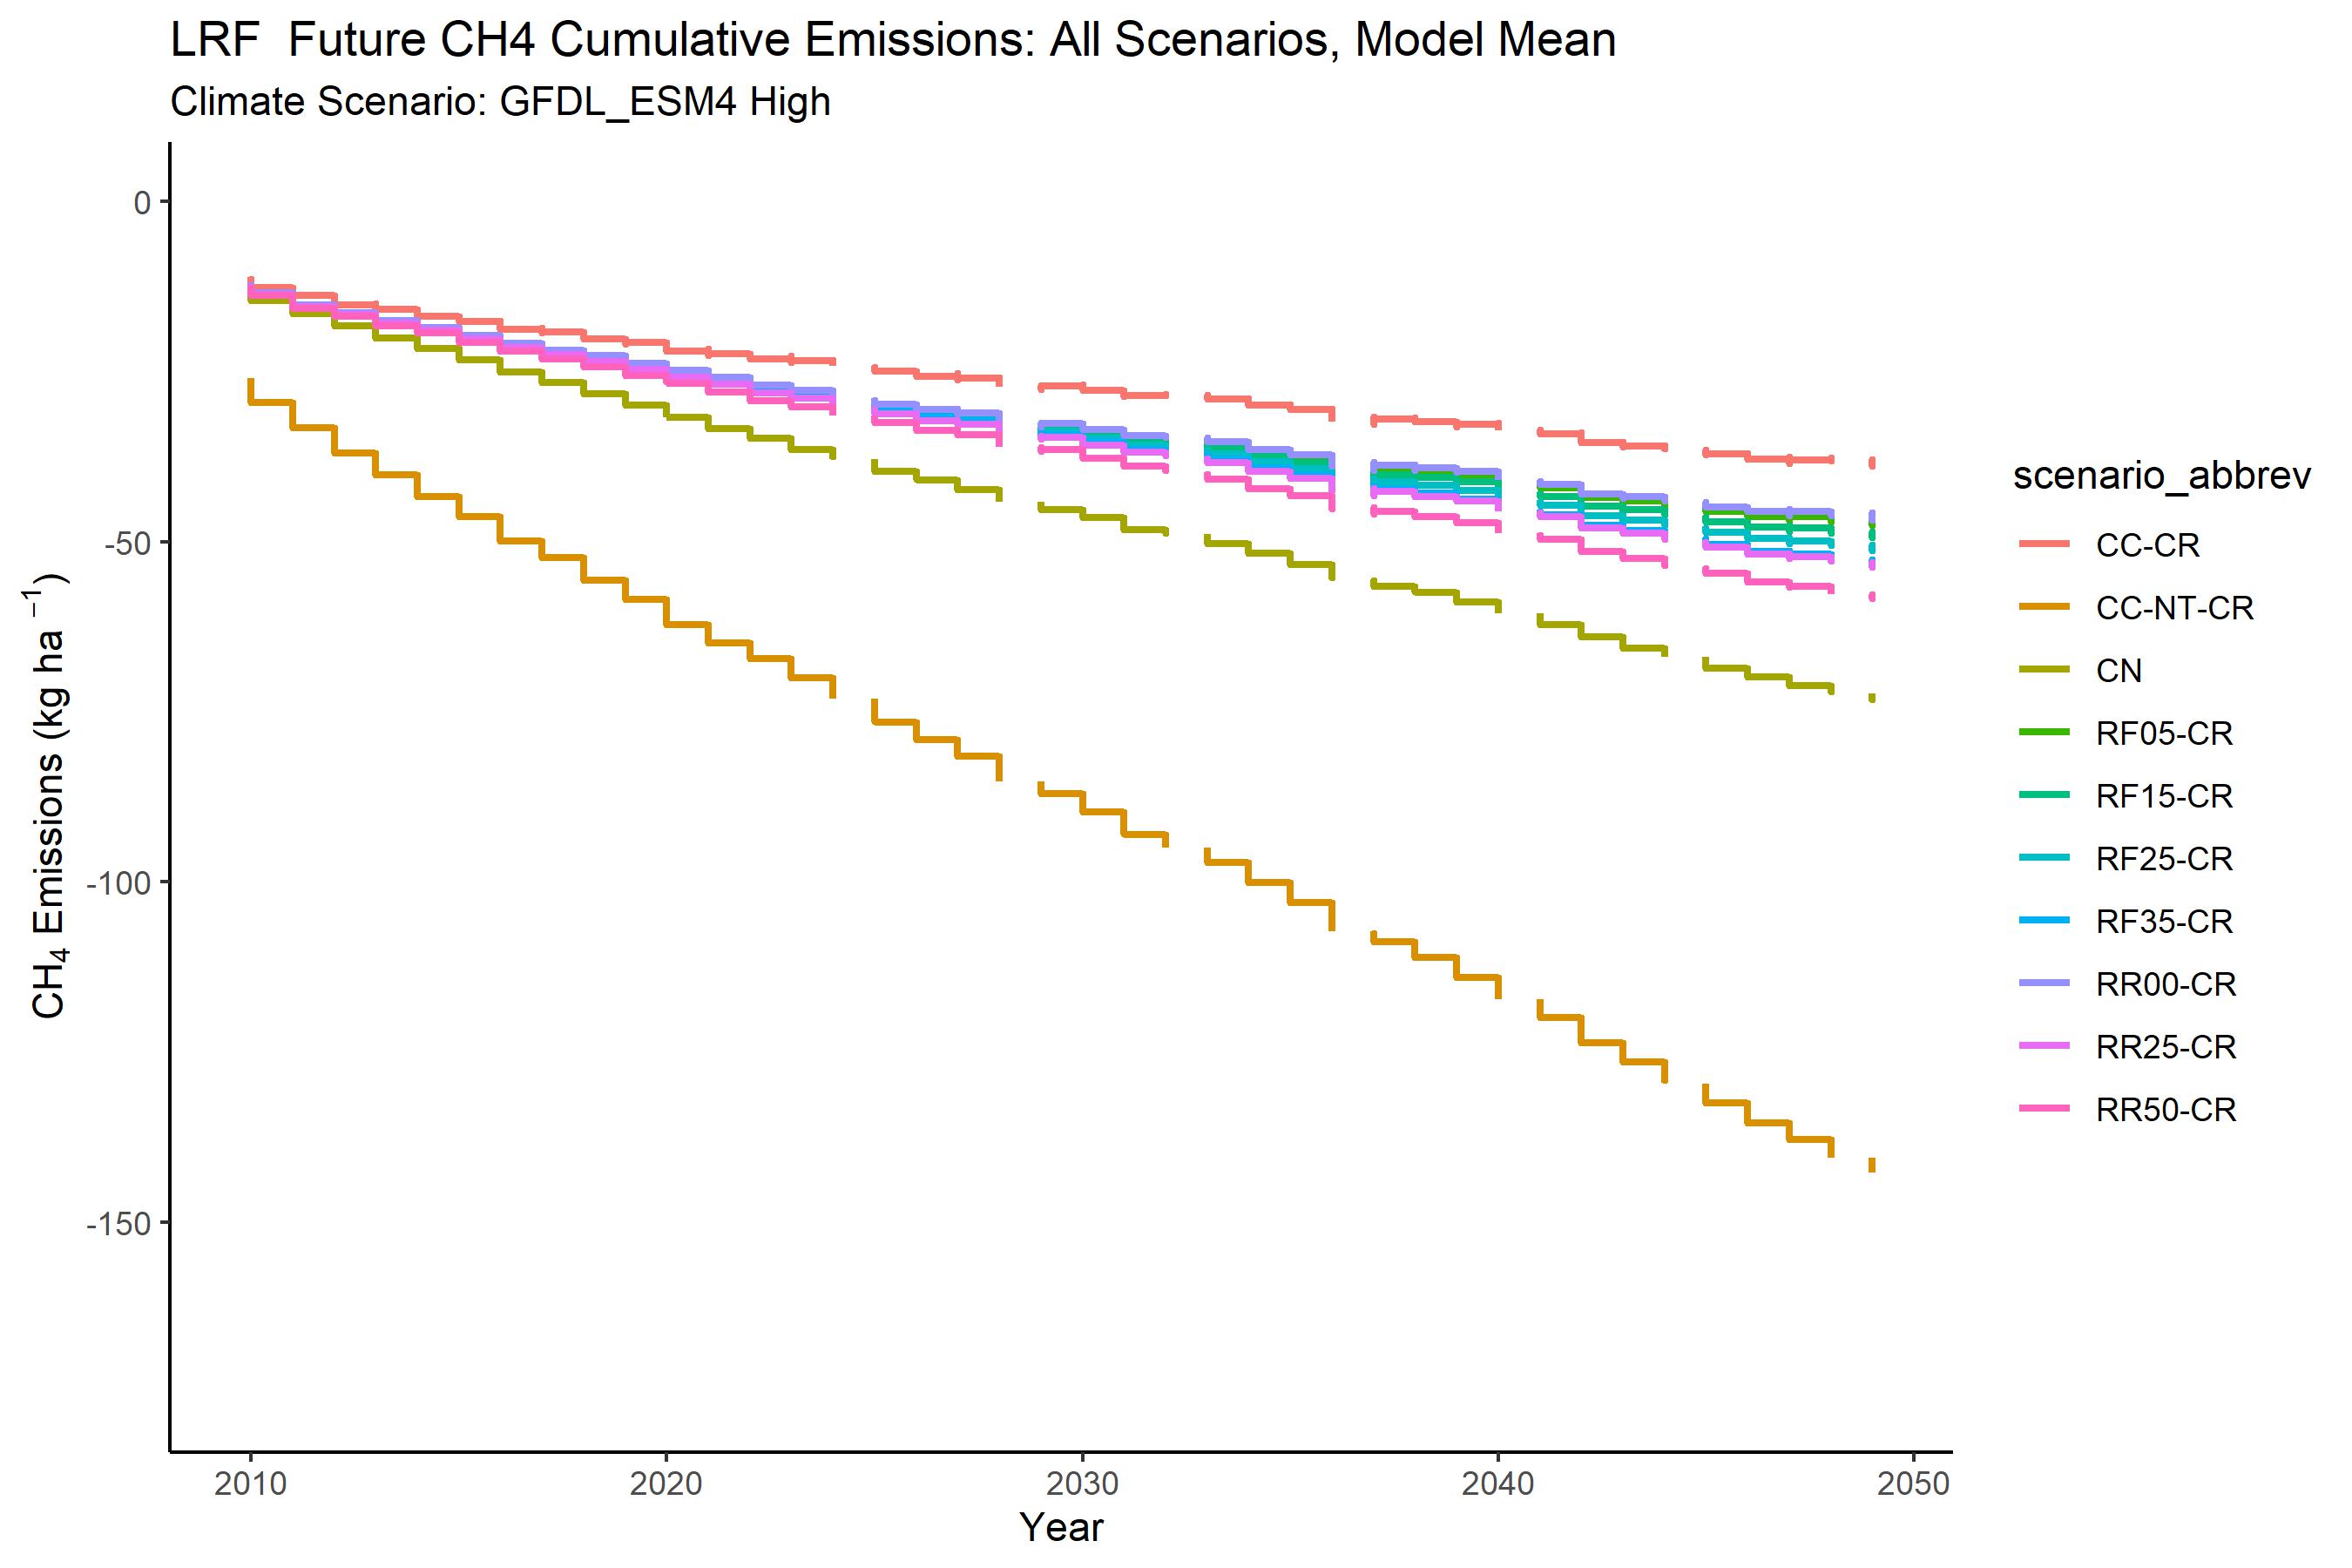 LRF  Future CH4 Cumulative Emissions: All Scenarios, Model Mean
Climate Scenario: GFDL_ESM4 High
CH₄ Emissions (kg ha ⁻¹)
0
-50
-100
-150
2010
2020
2030
2040
2050
Year
scenario_abbrev
CC-CR
CC-NT-CR
CN
RF05-CR
RF15-CR
RF25-CR
RF35-CR
RR00-CR
RR25-CR
RR50-CR